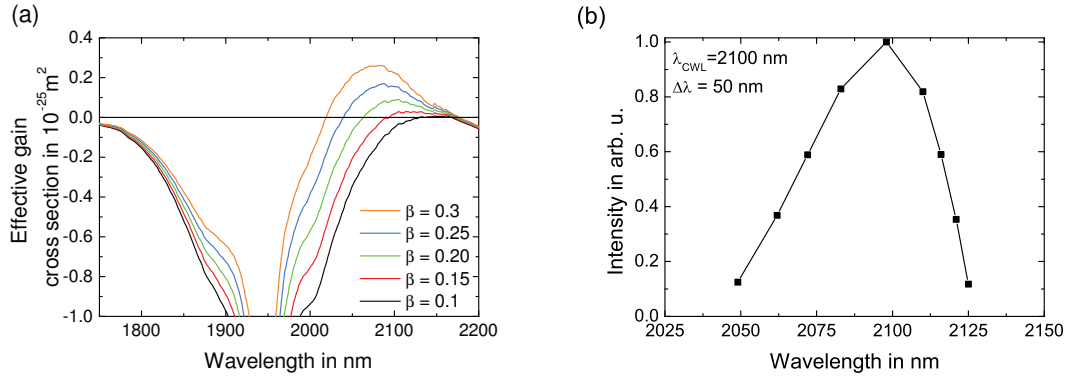 (a)
0.4
0.2
0.0
-0.2
-0.4
-0.6
-0.8
-1.0
Effective gain
cross section in 10⁻²⁵m²
β = 0.3
β = 0.25
β = 0.20
β = 0.15
β = 0.1
1800 1900 2000 2100 2200
Wavelength in nm
(b)
1.0
0.8
0.6
0.4
0.2
0.0
Intensity in arb. u.
λCWL=2100 nm
Δλ = 50 nm
2025 2050 2075 2100 2125 2150
Wavelength in nm